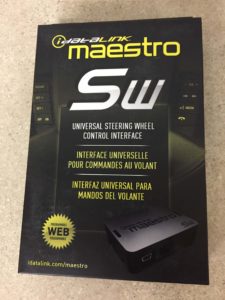 idatalink
maestro
SW
UNIVERSAL STEERING WHEEL
CONTROL INTERFACE
INTERFACE UNIVERSELLE
POUR COMMANDES AU VOLANT
INTERFAZ UNIVERSAL PARA
MANDOS DEL VOLANTE
WEB
idatalink.com/maestro